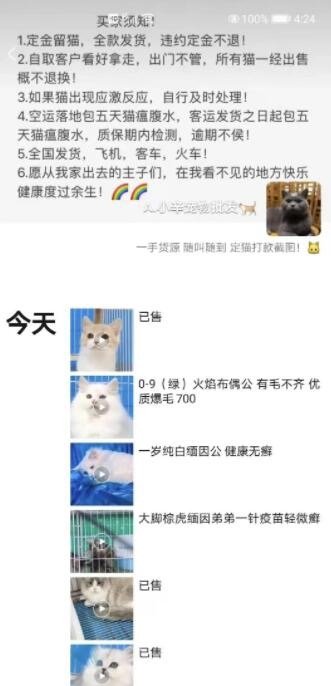 买家须知!
100% 4:24
1.定金留猫,全款发货,违约定金不退!
2.自取客户看好拿走,出门不管,所有猫一经出售
概不退换!
3.如果猫出现应激反应,自行及时处理!
4.空运落地包五天猫瘟腹水,客运发货之日起包五
天猫瘟腹水,质保期内检测,逾期不侯!
5.全国发货,飞机,客车,火车!
6.愿从我家出去的主子们,在我看不见的地方快乐
健康度过余生!
小辛宠物批发
一手货源 随叫随到 定猫打款截图!
今天
已售
0-9(绿)火焰布偶公 有毛不齐 优
质爆毛 700
一岁纯白缅因公 健康无癣
大脚棕虎缅因弟弟一针疫苗轻微癣
已售
已售